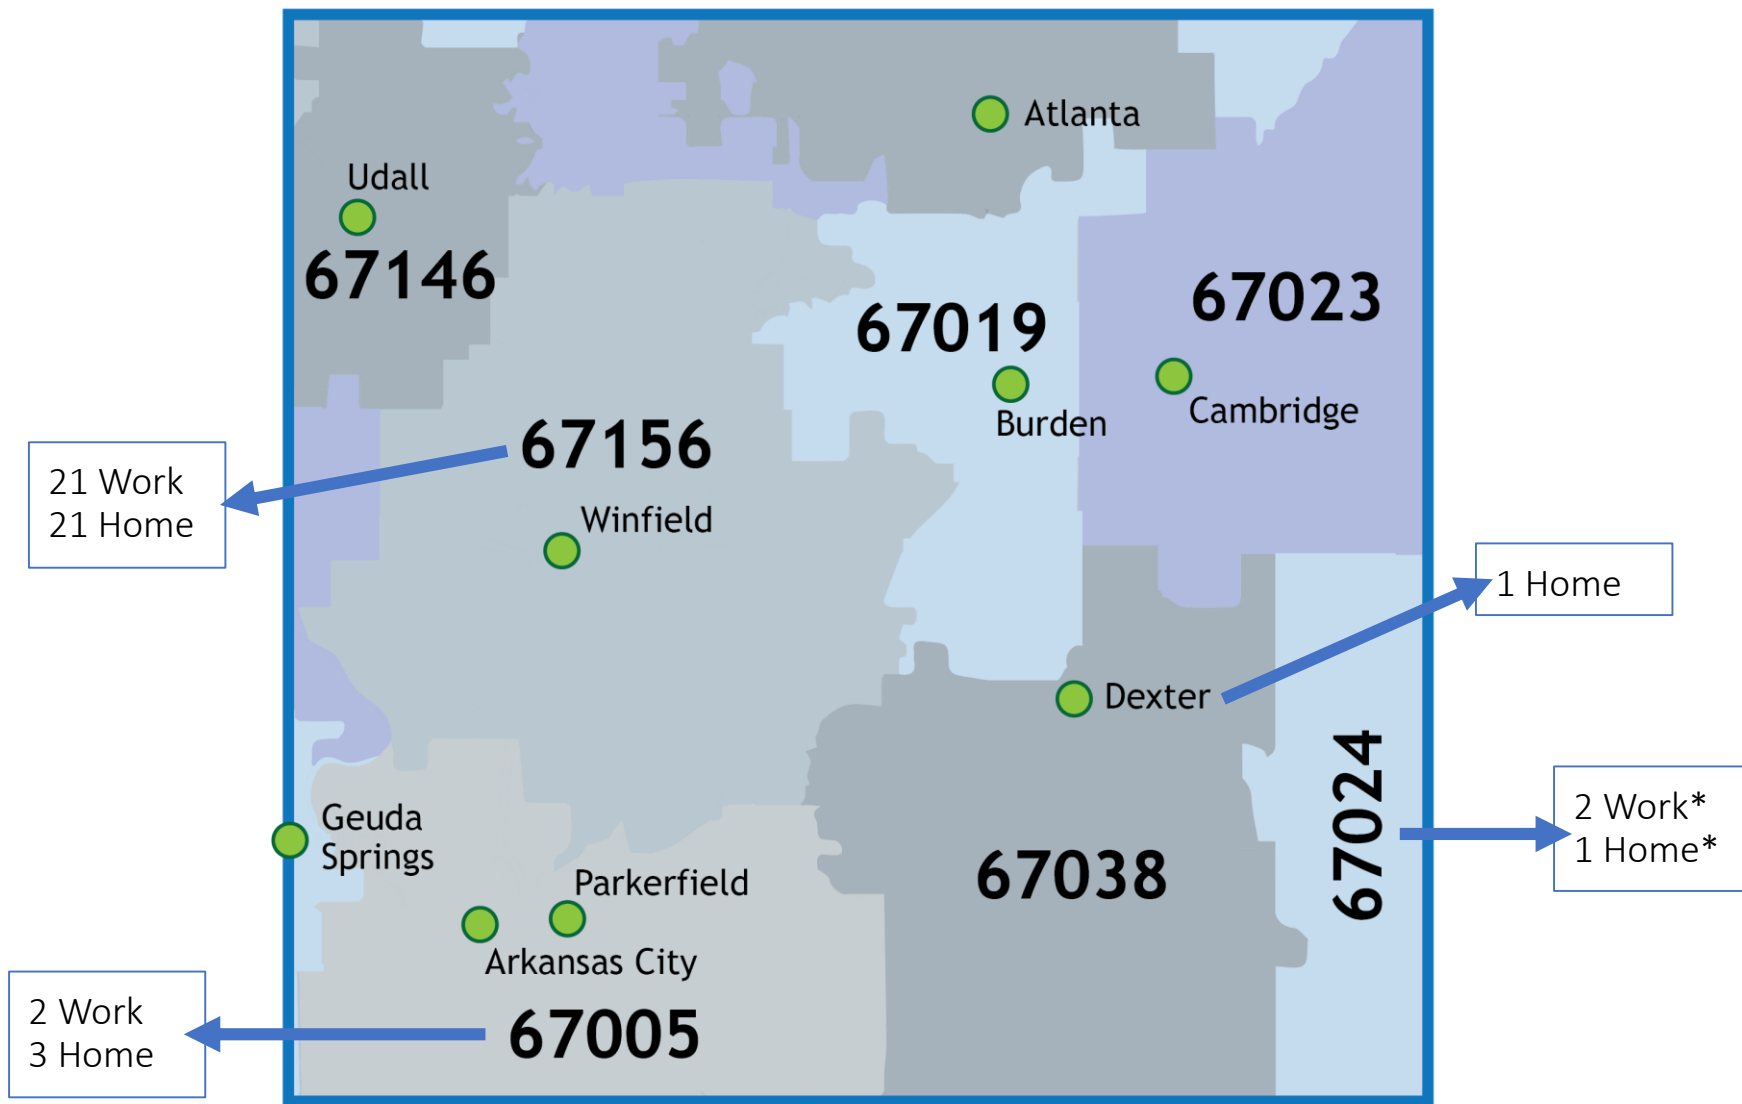 Atlanta
Udall
67146
67023
67019
Burden
Cambridge
67156
Winfield
21 Work
21 Home
1 Home
Dexter
67024
2 Work*
1 Home*
Geuda
Springs
67038
Parkerfield
Arkansas City
67005
2 Work
3 Home